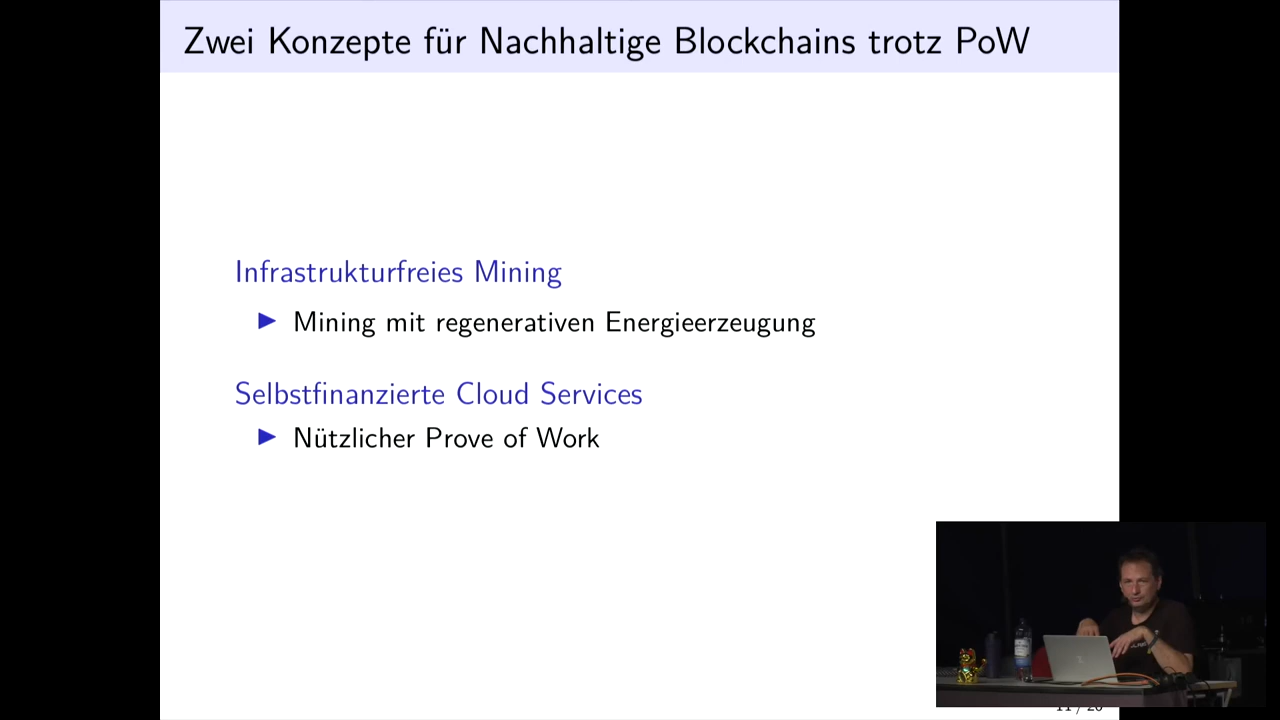 Zwei Konzepte für Nachhaltige Blockchains trotz PoW
Infrastrukturfreies Mining
▶ Mining mit regenerativen Energieerzeugung
Selbstfinanzierte Cloud Services
▶ Nützlicher Prove of Work